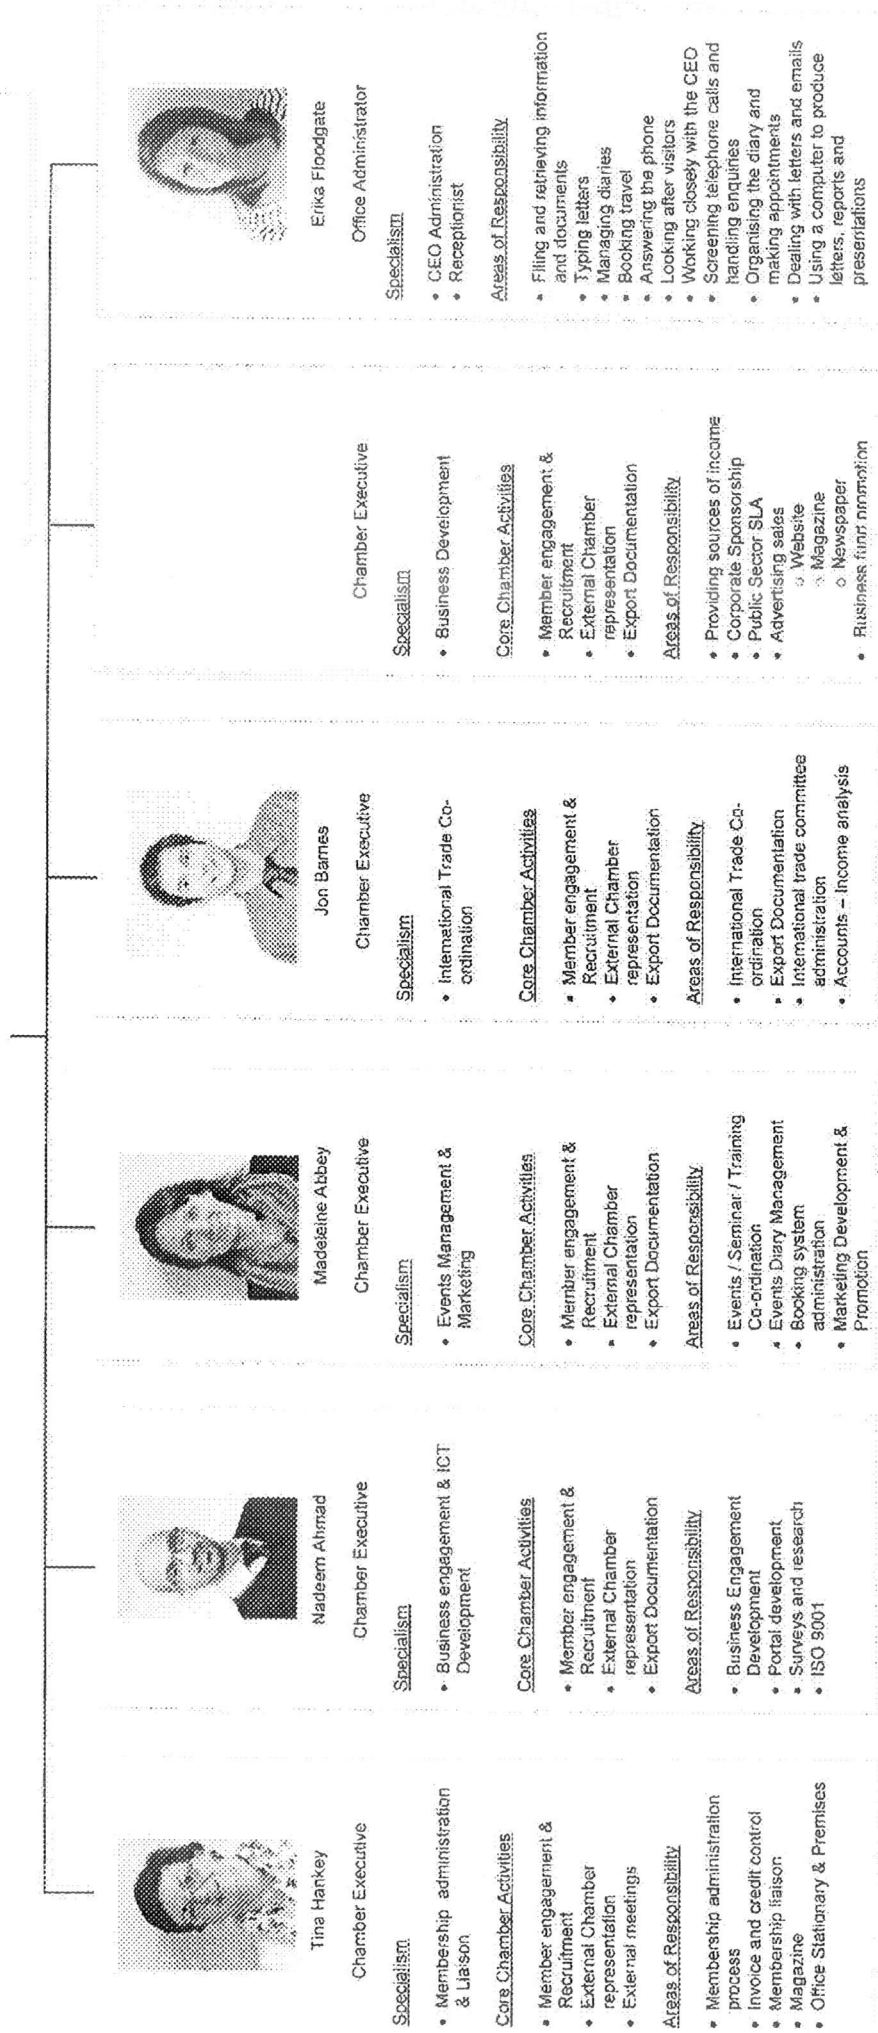 Tina Hankey
Chamber Executive
Specialism
• Membership administration
& Liaison
Core Chamber Activities
• Member engagement &
Recruitment
• External Chamber
representation
• External meetings
Areas of Responsibility
• Membership administration
process
• Invoice and credit control
• Membership liaison
• Magazine
• Office Stationary & Premises
Nadeem Ahmad
Chamber Executive
Specialism
• Business engagement & ICT
Development
Core Chamber Activities
• Member engagement &
Recruitment
• External Chamber
representation
• Export Documentation
Areas of Responsibility
• Business Engagement
Development
• Portal development
• Surveys and research
• ISO 9001
Madeleine Abbey
Chamber Executive
Specialism
• Events Management &
Marketing
Core Chamber Activities
• Member engagement &
Recruitment
• External Chamber
representation
• Export Documentation
Areas of Responsibility
• Events / Seminar / Training
Co-ordination
• Events Diary Management
• Booking system
administration
• Marketing Development &
Promotion
Jon Barnes
Chamber Executive
Specialism
• International Trade Co-
ordination
Core Chamber Activities
• Member engagement &
Recruitment
• External Chamber
representation
• Export Documentation
Areas of Responsibility
• International Trade Co-
ordination
• Export Documentation
• International trade committee
administration
• Accounts – Income analysis
Chamber Executive
Specialism
• Business Development
Core Chamber Activities
• Member engagement &
Recruitment
• External Chamber
representation
• Export Documentation
Areas of Responsibility
• Providing sources of income
• Corporate Sponsorship
• Public Sector SLA
• Advertising sales
o Website
o Magazine
o Newspaper
• Business fund promotion
Erika Floodgate
Office Administrator
Specialism
• CEO Administration
• Receptionist
Areas of Responsibility
• Filing and retrieving information
and documents
• Typing letters
• Managing diaries
• Booking travel
• Answering the phone
• Looking after visitors
• Working closely with the CEO
• Screening telephone calls and
handling enquiries
• Organising the diary and
making appointments
• Dealing with letters and emails
• Using a computer to produce
letters, reports and
presentations